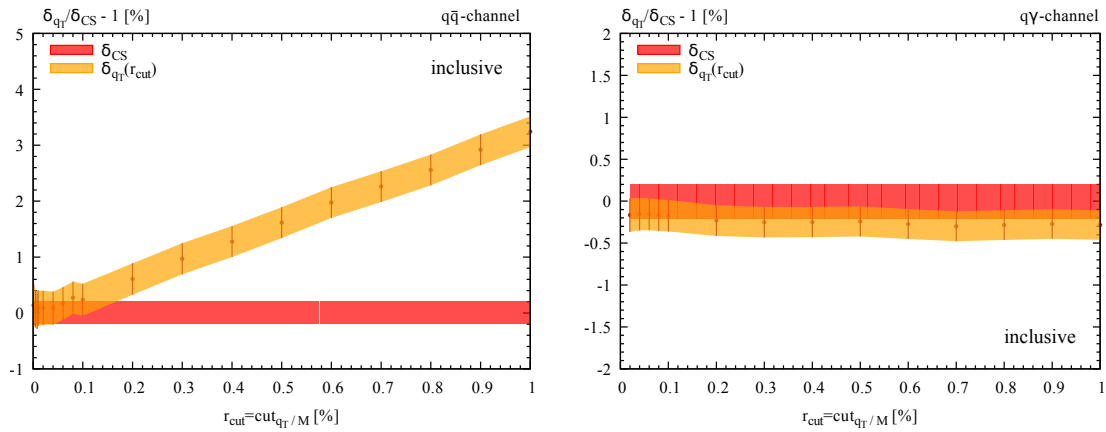 δqT/δCS - 1 [%] qq̄-channel
5
4
3
2
1
0
-1
δCS
δqT(rcut)
inclusive
0 0.1 0.2 0.3 0.4 0.5 0.6 0.7 0.8 0.9 1
rcut=cutqT/M [%]
δqT/δCS - 1 [%] qγ-channel
2
1.5
1
0.5
0
-0.5
-1
-1.5
-2
δCS
δqT(rcut)
inclusive
0 0.1 0.2 0.3 0.4 0.5 0.6 0.7 0.8 0.9 1
rcut=cutqT/M [%]